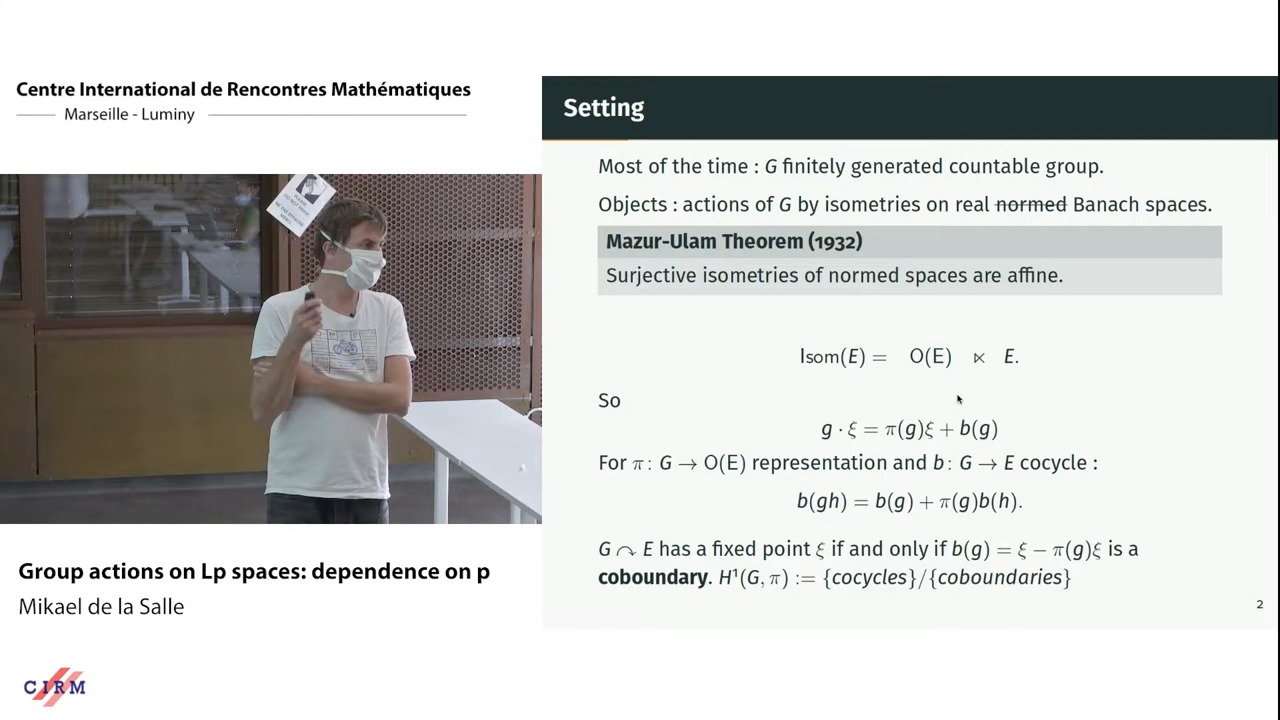 Centre International de Rencontres Mathématiques
Marseille - Luminy
Setting
Most of the time : G finitely generated countable group.
Objects : actions of G by isometries on real normed Banach spaces.
Mazur-Ulam Theorem (1932)
Surjective isometries of normed spaces are affine.
Isom(E) = O(E) ⋉ E.
So
g · ξ = π(g)ξ + b(g)
For π: G → O(E) representation and b: G → E cocycle :
b(gh) = b(g) + π(g)b(h).
G ↷ E has a fixed point ξ if and only if b(g) = ξ − π(g)ξ is a
coboundary. H¹(G, π) := {cocycles}/{coboundaries}
2
PLEASE
DO NOT
Group actions on Lp spaces: dependence on p
Mikael de la Salle
CIRM